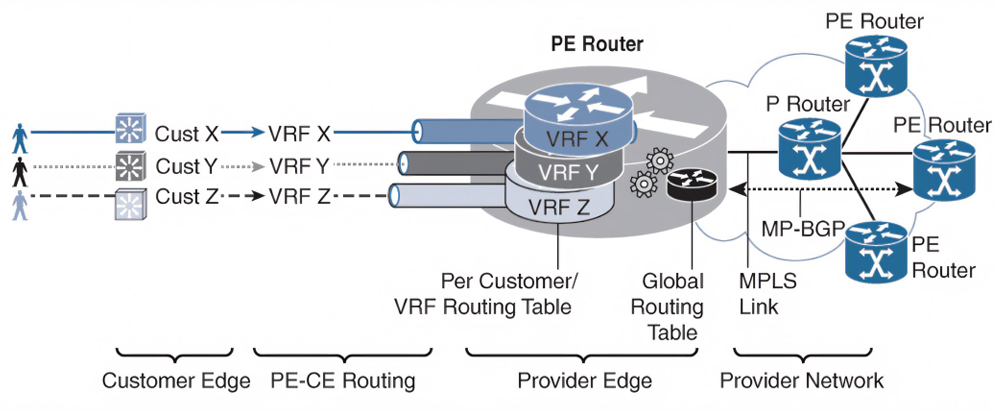 PE Router
PE Router
P Router
PE Router
Cust X
VRF X
VRF X
Cust Y
VRF Y
VRF Y
Cust Z
VRF Z
VRF Z
MP-BGP
PE
Router
Per Customer/
VRF Routing Table
Global
Routing
Table
MPLS
Link
Customer Edge
PE-CE Routing
Provider Edge
Provider Network